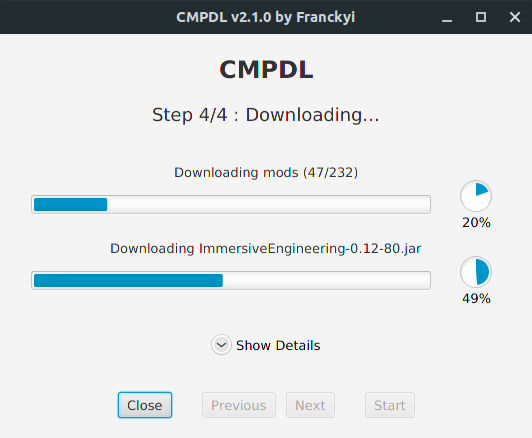 CMPDL v2.1.0 by Franckyi
CMPDL
Step 4/4 : Downloading...
Downloading mods (47/232)
20%
Downloading ImmersiveEngineering-0.12-80.jar
49%
Show Details
Close Previous Next Start